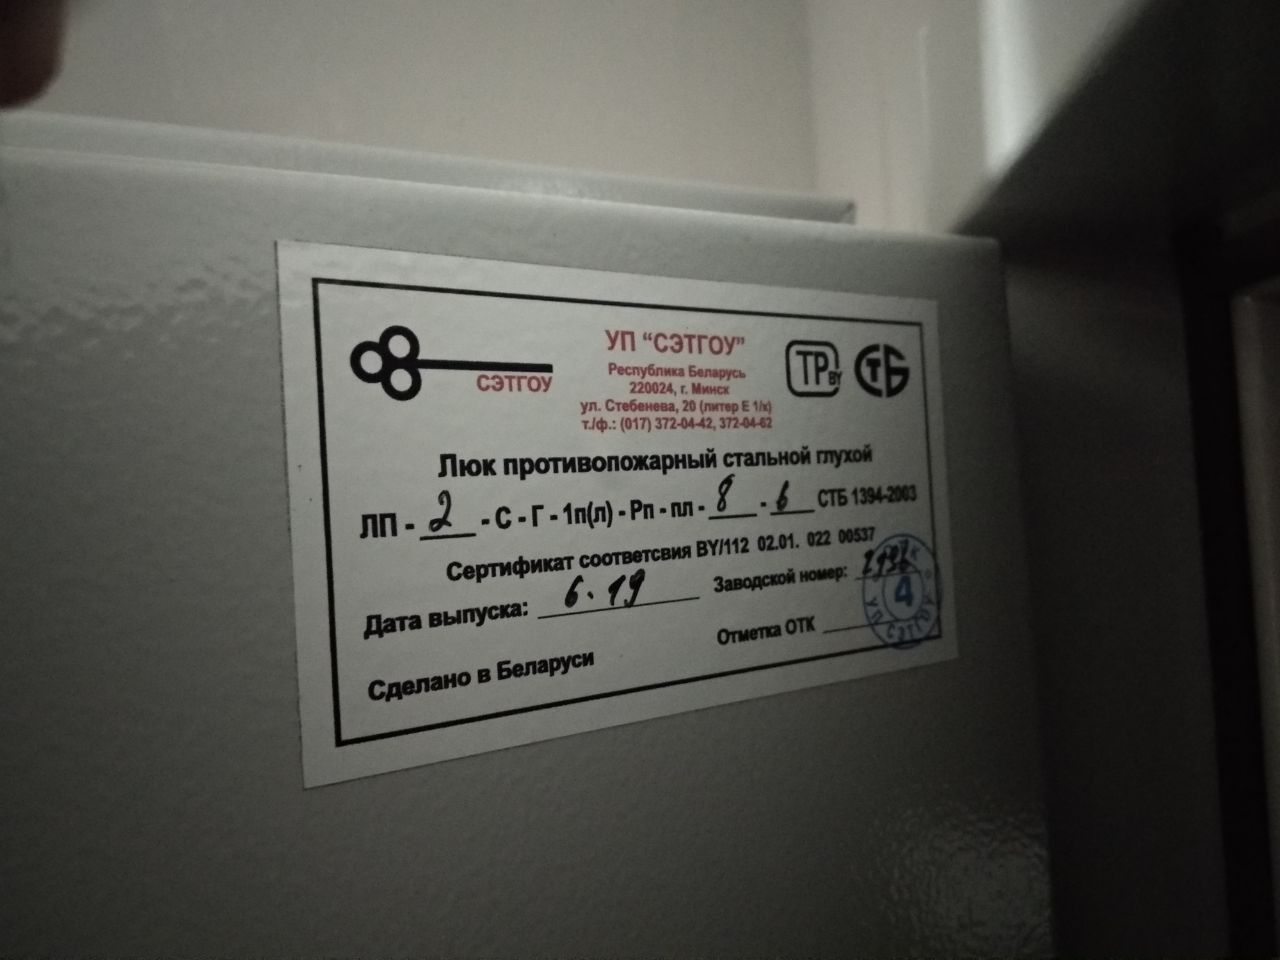 СЭТГОУ
УП “СЭТГОУ”
Республика Беларусь
220024, г. Минск
ул. Стебенева, 20 (литер Е 1/к)
т./ф.: (017) 372-04-42, 372-04-62
ТР BY
СТБ
Люк противопожарный стальной глухой
ЛП - 2 - С - Г - 1п(л) - Рп - пл - 8 - 6 СТБ 1394-2003
Сертификат соответсвия BY/112 02.01. 022 00537
Дата выпуска: 6.19 Заводской номер:
Сделано в Беларуси Отметка ОТК
4
УП СЭТГОУ